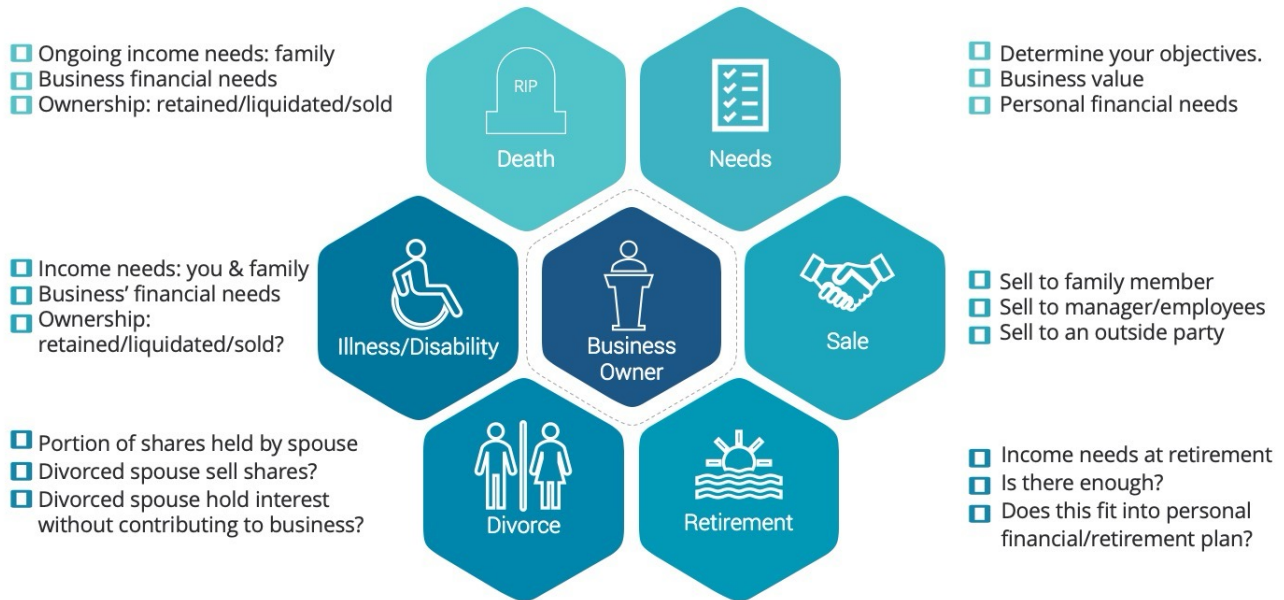 Ongoing income needs: family
Business financial needs
Ownership: retained/liquidated/sold
RIP
Death
Needs
Determine your objectives.
Business value
Personal financial needs
Income needs: you & family
Business’ financial needs
Ownership:
retained/liquidated/sold?
Illness/Disability
Business
Owner
Sale
Sell to family member
Sell to manager/employees
Sell to an outside party
Portion of shares held by spouse
Divorced spouse sell shares?
Divorced spouse hold interest
without contributing to business?
Divorce
Retirement
Income needs at retirement
Is there enough?
Does this fit into personal
financial/retirement plan?